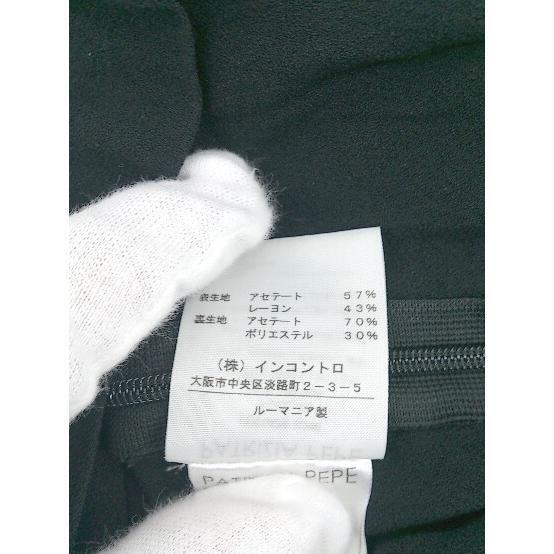 表生地 アセテート 57%
レーヨン 43%
裏生地 アセテート 70%
ポリエステル 30%
(株)インコントロ
大阪市中央区淡路町2-3-5
ルーマニア製
PATRIZIA PEPE
PEPE